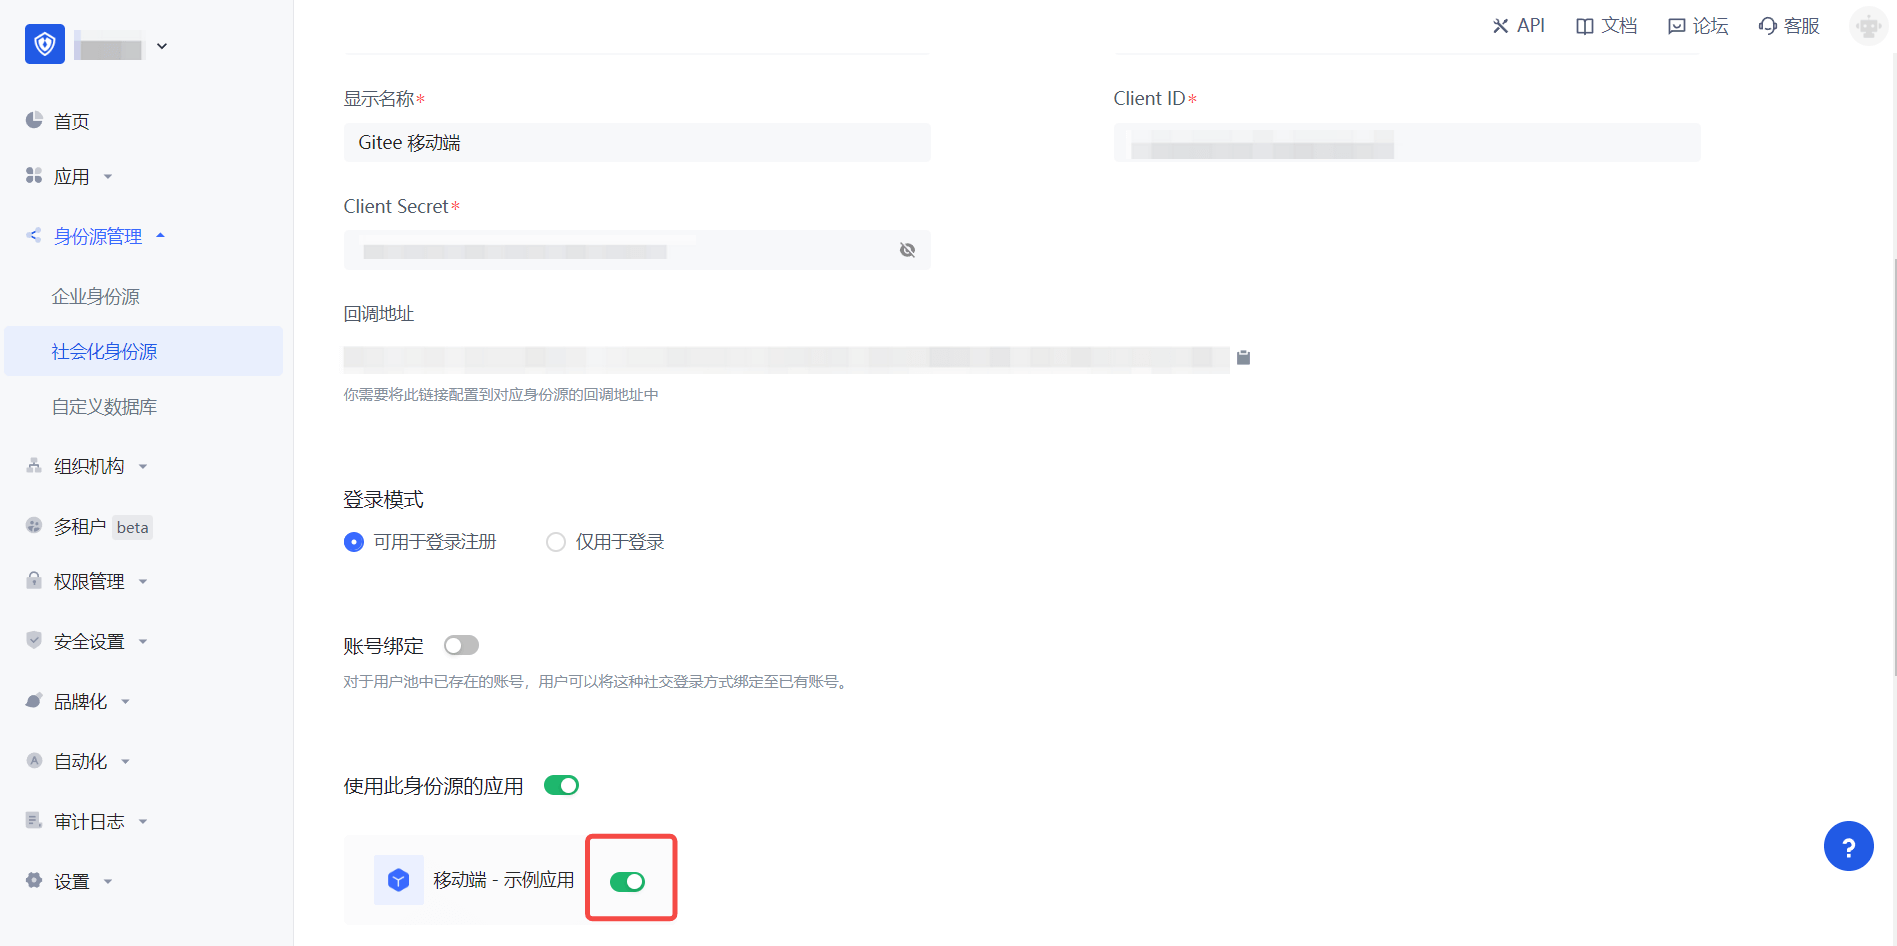 API
文档
论坛
客服
首页
应用
身份源管理
企业身份源
社会化身份源
自定义数据库
组织机构
多租户 beta
权限管理
安全设置
品牌化
自动化
审计日志
设置
显示名称*
Gitee 移动端
Client ID*
Client Secret*
回调地址
你需要将此链接配置到对应身份源的回调地址中
登录模式
可用于登录注册
仅用于登录
账号绑定
对于用户池中已存在的账号，用户可以将这种社交登录方式绑定至已有账号。
使用此身份源的应用
移动端 - 示例应用
?